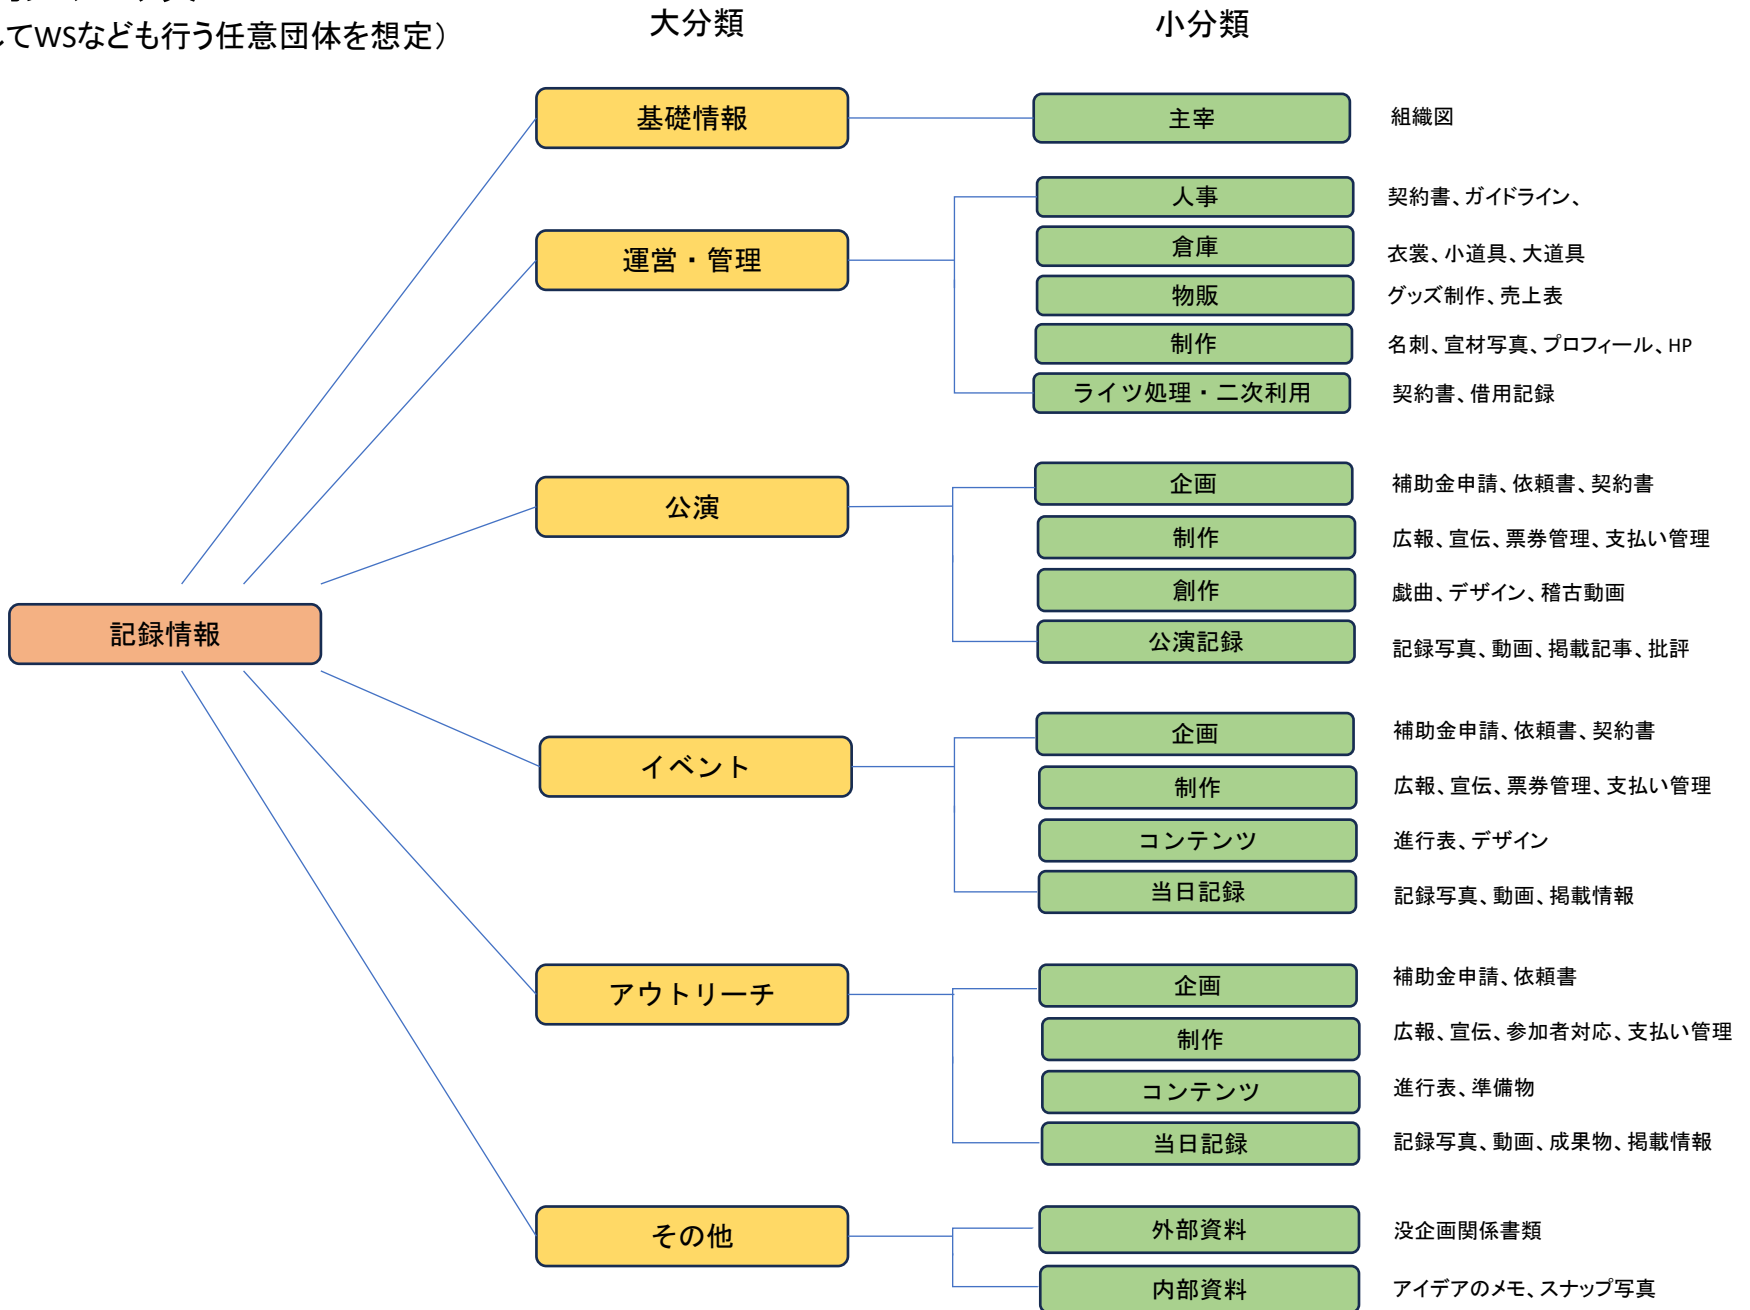 してWSなども行う任意団体を想定）
大分類
小分類
記録情報
基礎情報
主宰
組織図
運営・管理
人事
契約書、ガイドライン、
倉庫
衣裳、小道具、大道具
物販
グッズ制作、売上表
制作
名刺、宣材写真、プロフィール、HP
ライツ処理・二次利用
契約書、借用記録
公演
企画
補助金申請、依頼書、契約書
制作
広報、宣伝、票券管理、支払い管理
創作
戯曲、デザイン、稽古動画
公演記録
記録写真、動画、掲載記事、批評
イベント
企画
補助金申請、依頼書、契約書
制作
広報、宣伝、票券管理、支払い管理
コンテンツ
進行表、デザイン
当日記録
記録写真、動画、掲載情報
アウトリーチ
企画
補助金申請、依頼書
制作
広報、宣伝、参加者対応、支払い管理
コンテンツ
進行表、準備物
当日記録
記録写真、動画、成果物、掲載情報
その他
外部資料
没企画関係書類
内部資料
アイデアのメモ、スナップ写真